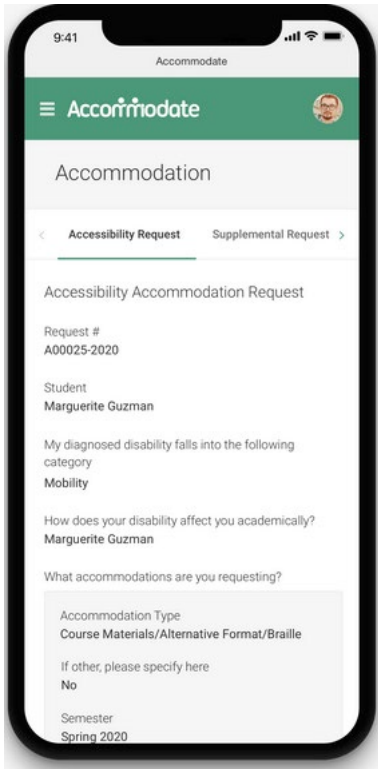 9:41
Accommodate
Accommodate
Accommodation
Accessibility Request Supplemental Request
Accessibility Accommodation Request
Request #
A00025-2020
Student
Marguerite Guzman
My diagnosed disability falls into the following
category
Mobility
How does your disability affect you academically?
Marguerite Guzman
What accommodations are you requesting?
Accommodation Type
Course Materials/Alternative Format/Braille
If other, please specify here
No
Semester
Spring 2020